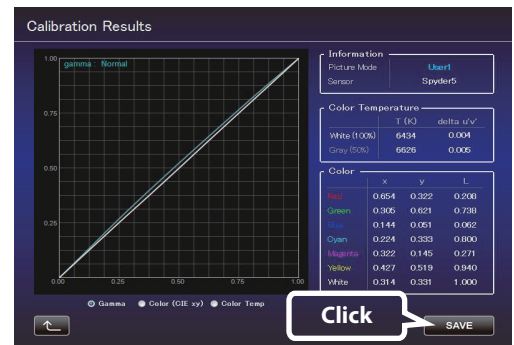 Calibration Results
gamma : Normal
1.00
0.75
0.50
0.25
0.00 0.25 0.50 0.75 1.00
Gamma Color (CIE xy) Color Temp
Information
Picture Mode User1
Sensor Spyder5
Color Temperature
T (K) delta u'v'
White (100%) 6434 0.004
Gray (50%) 6626 0.005
Color
x y L
Red 0.654 0.322 0.208
Green 0.305 0.621 0.738
Blue 0.144 0.051 0.062
Cyan 0.224 0.333 0.800
Magenta 0.322 0.145 0.271
Yellow 0.427 0.519 0.940
White 0.314 0.331 1.000
Click
SAVE